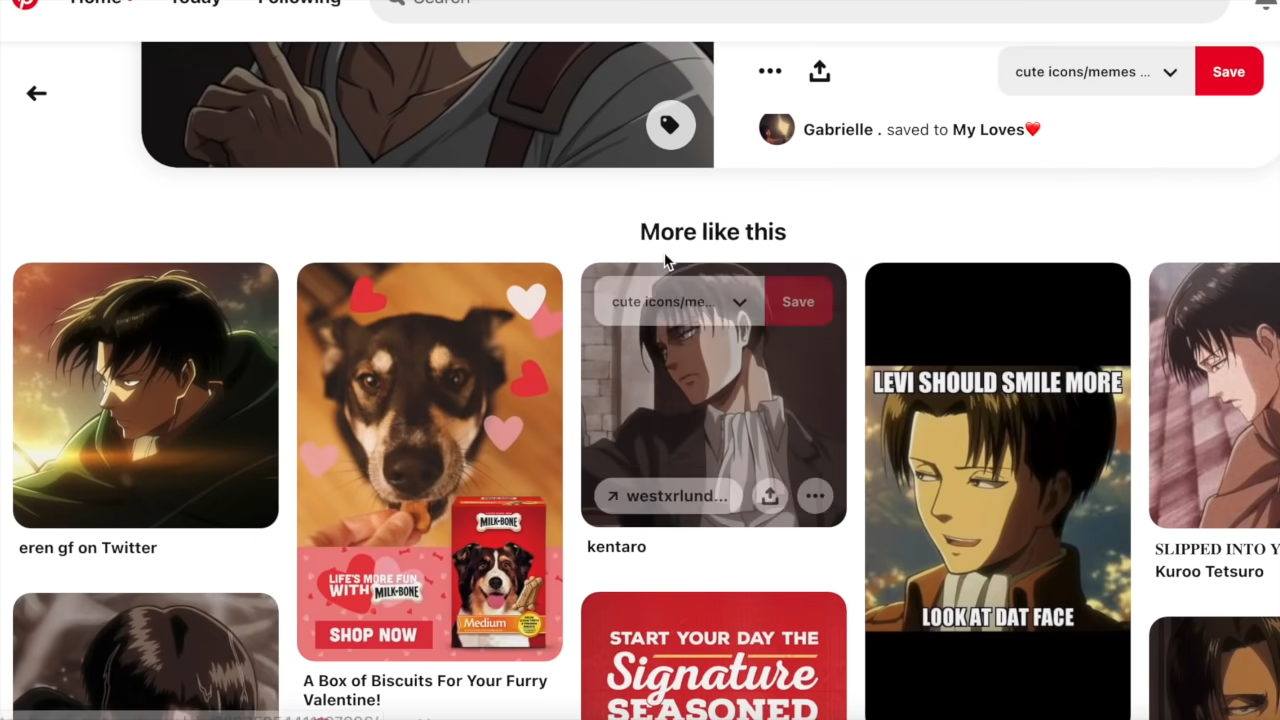 Home
Today
Following
Search
cute icons/memes ...
Save
Gabrielle . saved to My Loves❤️
More like this
cute icons/me...
Save
westxrlund...
eren gf on Twitter
MILK-BONE
LIFE'S MORE FUN
WITH MILK-BONE
Medium
SHOP NOW
A Box of Biscuits For Your Furry
Valentine!
kentaro
START YOUR DAY THE
Signature
SEASONED
LEVI SHOULD SMILE MORE
LOOK AT DAT FACE
SLIPPED INTO Y
Kuroo Tetsuro